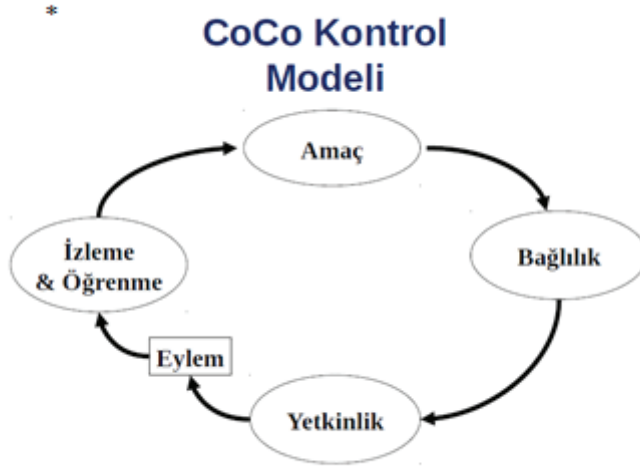 *
CoCo Kontrol
Modeli
Amaç
Bağlılık
İzleme
& Öğrenme
Eylem
Yetkinlik